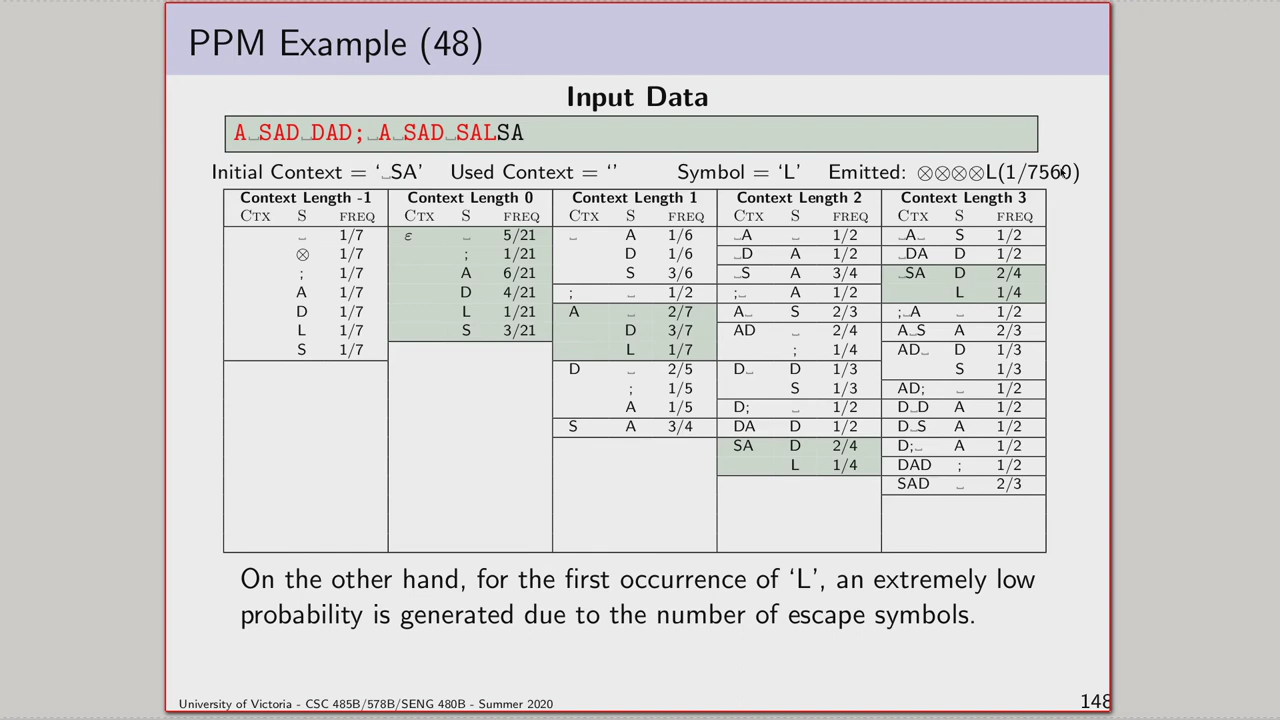 PPM Example (48)
Input Data
A␣SAD␣DAD;␣A␣SAD␣SALSA
Initial Context = ‘␣SA’ Used Context = ‘’ Symbol = ‘L’ Emitted: ⊗⊗⊗⊗L(1/7560)
Context Length -1 Context Length 0 Context Length 1 Context Length 2 Context Length 3
CTX S FREQ CTX S FREQ CTX S FREQ CTX S FREQ CTX S FREQ
␣ 1/7 ε ␣ 5/21 ␣ A 1/6 ␣A ␣ 1/2 ␣A␣ S 1/2
⊗ 1/7 ; 1/21 D 1/6 ␣D A 1/2 ␣DA D 1/2
; 1/7 A 6/21 S 3/6 ␣S A 3/4 ␣SA D 2/4
A 1/7 D 4/21 ; ␣ 1/2 ;␣ A 1/2 L 1/4
D 1/7 L 1/21 A ␣ 2/7 A␣ S 2/3 ;␣A ␣ 1/2
L 1/7 S 3/21 D 3/7 AD ␣ 2/4 A␣S A 2/3
S 1/7 L 1/7 ; 1/4 AD␣ D 1/3
D ␣ 2/5 D␣ D 1/3 S 1/3
; 1/5 S 1/3 AD; ␣ 1/2
A 1/5 D; ␣ 1/2 D␣D A 1/2
S A 3/4 DA D 1/2 D␣S A 1/2
SA D 2/4 D;␣ A 1/2
L 1/4 DAD ; 1/2
SAD ␣ 2/3
On the other hand, for the first occurrence of ‘L’, an extremely low
probability is generated due to the number of escape symbols.
University of Victoria - CSC 485B/578B/SENG 480B - Summer 2020
148